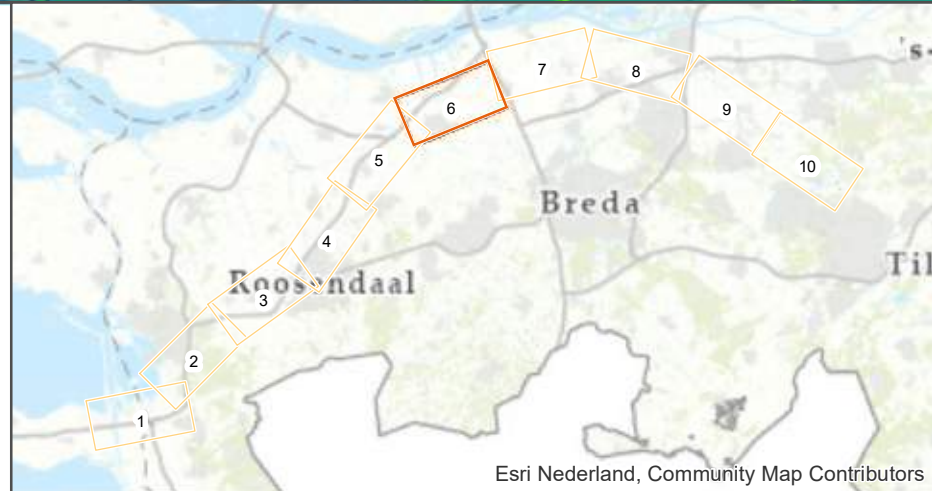 's-
7
8
6
9
5
10
Breda
4
Til
Roosendaal
3
2
1
Esri Nederland, Community Map Contributors